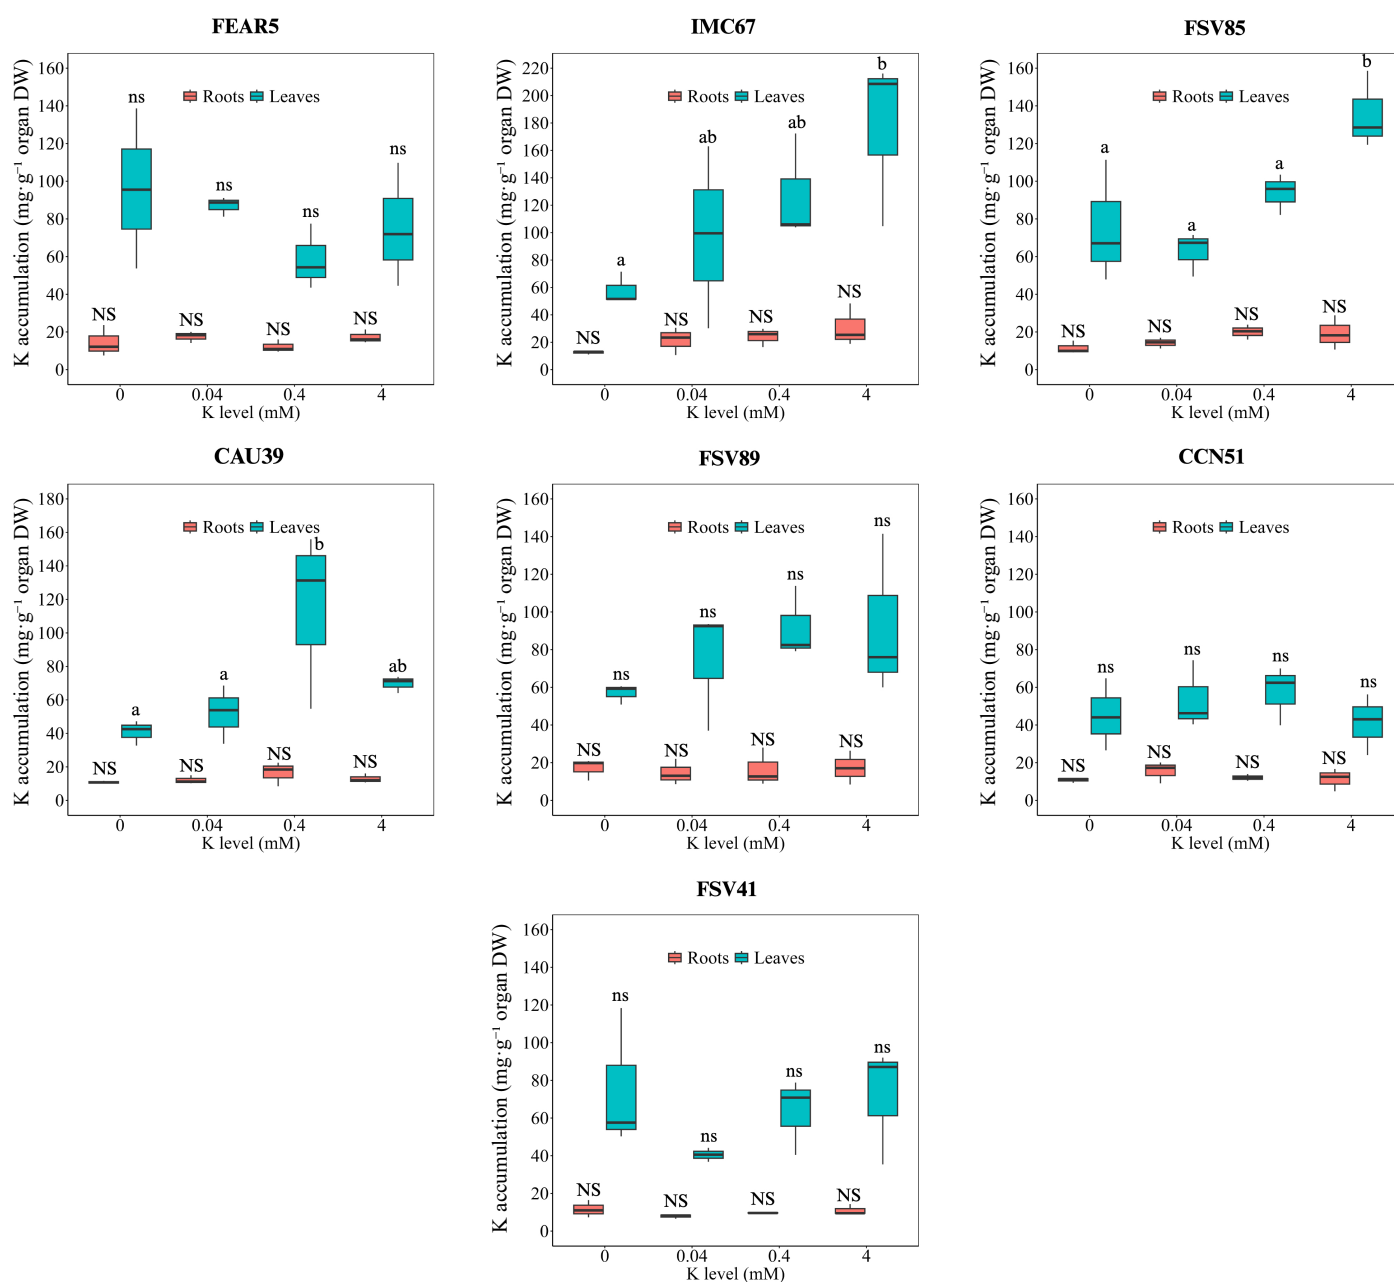 FEAR5
K accumulation (mg·g⁻¹ organ DW)
160
140
120
100
80
60
40
20
0
Roots Leaves
ns
ns
ns
ns
NS
NS
NS
NS
0 0.04 0.4 4
K level (mM)
IMC67
K accumulation (mg·g⁻¹ organ DW)
220
200
180
160
140
120
100
80
60
40
20
0
Roots Leaves
a
ab
ab
b
NS
NS
NS
NS
0 0.04 0.4 4
K level (mM)
FSV85
K accumulation (mg·g⁻¹ organ DW)
160
140
120
100
80
60
40
20
0
Roots Leaves
a
a
a
b
NS
NS
NS
NS
0 0.04 0.4 4
K level (mM)
CAU39
K accumulation (mg·g⁻¹ organ DW)
180
160
140
120
100
80
60
40
20
0
Roots Leaves
a
a
b
ab
NS
NS
NS
NS
0 0.04 0.4 4
K level (mM)
FSV89
K accumulation (mg·g⁻¹ organ DW)
160
140
120
100
80
60
40
20
0
Roots Leaves
ns
ns
ns
ns
NS
NS
NS
NS
0 0.04 0.4 4
K level (mM)
CCN51
K accumulation (mg·g⁻¹ organ DW)
160
140
120
100
80
60
40
20
0
Roots Leaves
ns
ns
ns
ns
NS
NS
NS
NS
0 0.04 0.4 4
K level (mM)
FSV41
K accumulation (mg·g⁻¹ organ DW)
160
140
120
100
80
60
40
20
0
Roots Leaves
ns
ns
ns
ns
NS
NS
NS
NS
0 0.04 0.4 4
K level (mM)